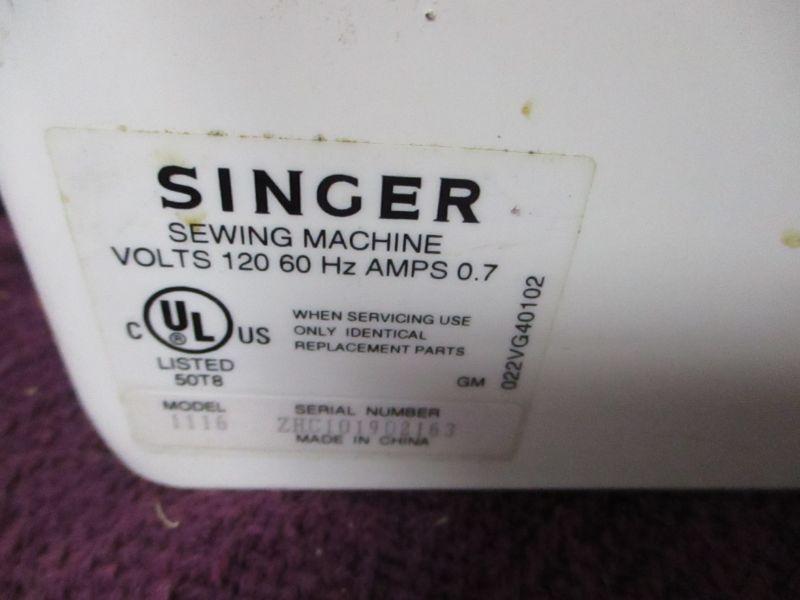 SINGER
SEWING MACHINE
VOLTS 120 60 Hz AMPS 0.7
C UL ® US
LISTED
50T8
WHEN SERVICING USE
ONLY IDENTICAL
REPLACEMENT PARTS
GM
022VG40102
MODEL
1116
SERIAL NUMBER
ZHC101902163
MADE IN CHINA